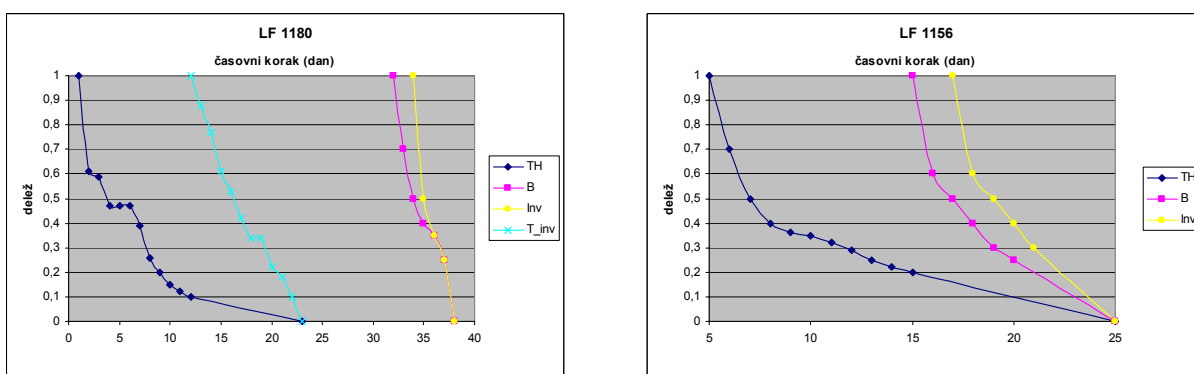 LF 1180
časovni korak (dan)
delež
1
0,9
0,8
0,7
0,6
0,5
0,4
0,3
0,2
0,1
0
0 5 10 15 20 25 30 35 40
TH
B
Inv
T_inv
LF 1156
časovni korak (dan)
delež
1
0,9
0,8
0,7
0,6
0,5
0,4
0,3
0,2
0,1
0
5 10 15 20 25
TH
B
Inv